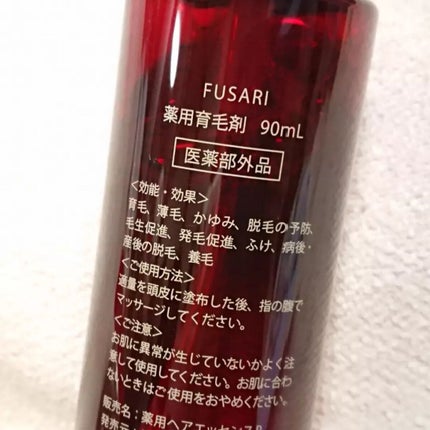 FUSARI
薬用育毛剤 90mL
医薬部外品
＜効能・効果＞
育毛、薄毛、かゆみ、脱毛の予防、
毛生促進、発毛促進、ふけ、病後・
産後の脱毛、養毛
＜ご使用方法＞
適量を頭皮に塗布した後、指の腹で
マッサージしてください。
＜ご注意＞
お肌に異常が生じていないかよく注
意して使用してください。お肌に合わ
ないときはご使用をおやめください。
販売名：薬用ヘアエッセンス
発売元